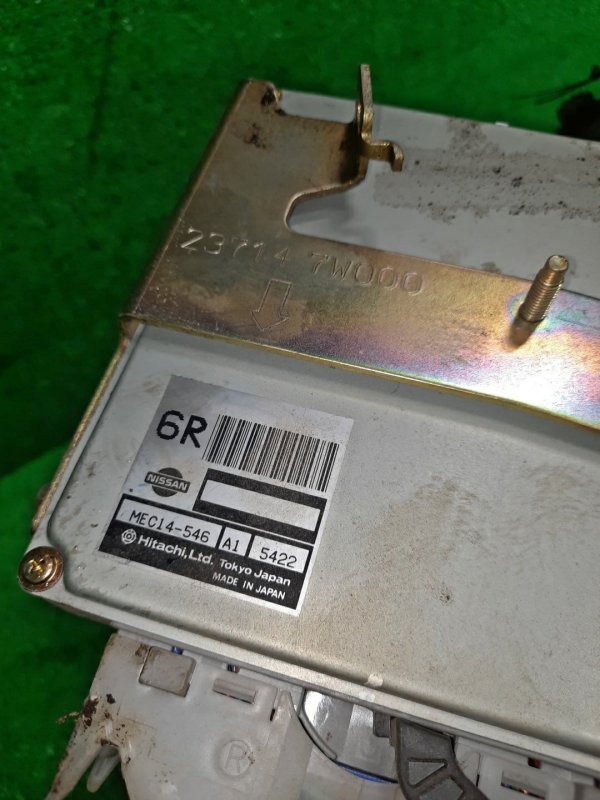 23714 7W000
6R
NISSAN
MEC14-546 A1 5422
Hitachi,Ltd. Tokyo Japan
MADE IN JAPAN
R